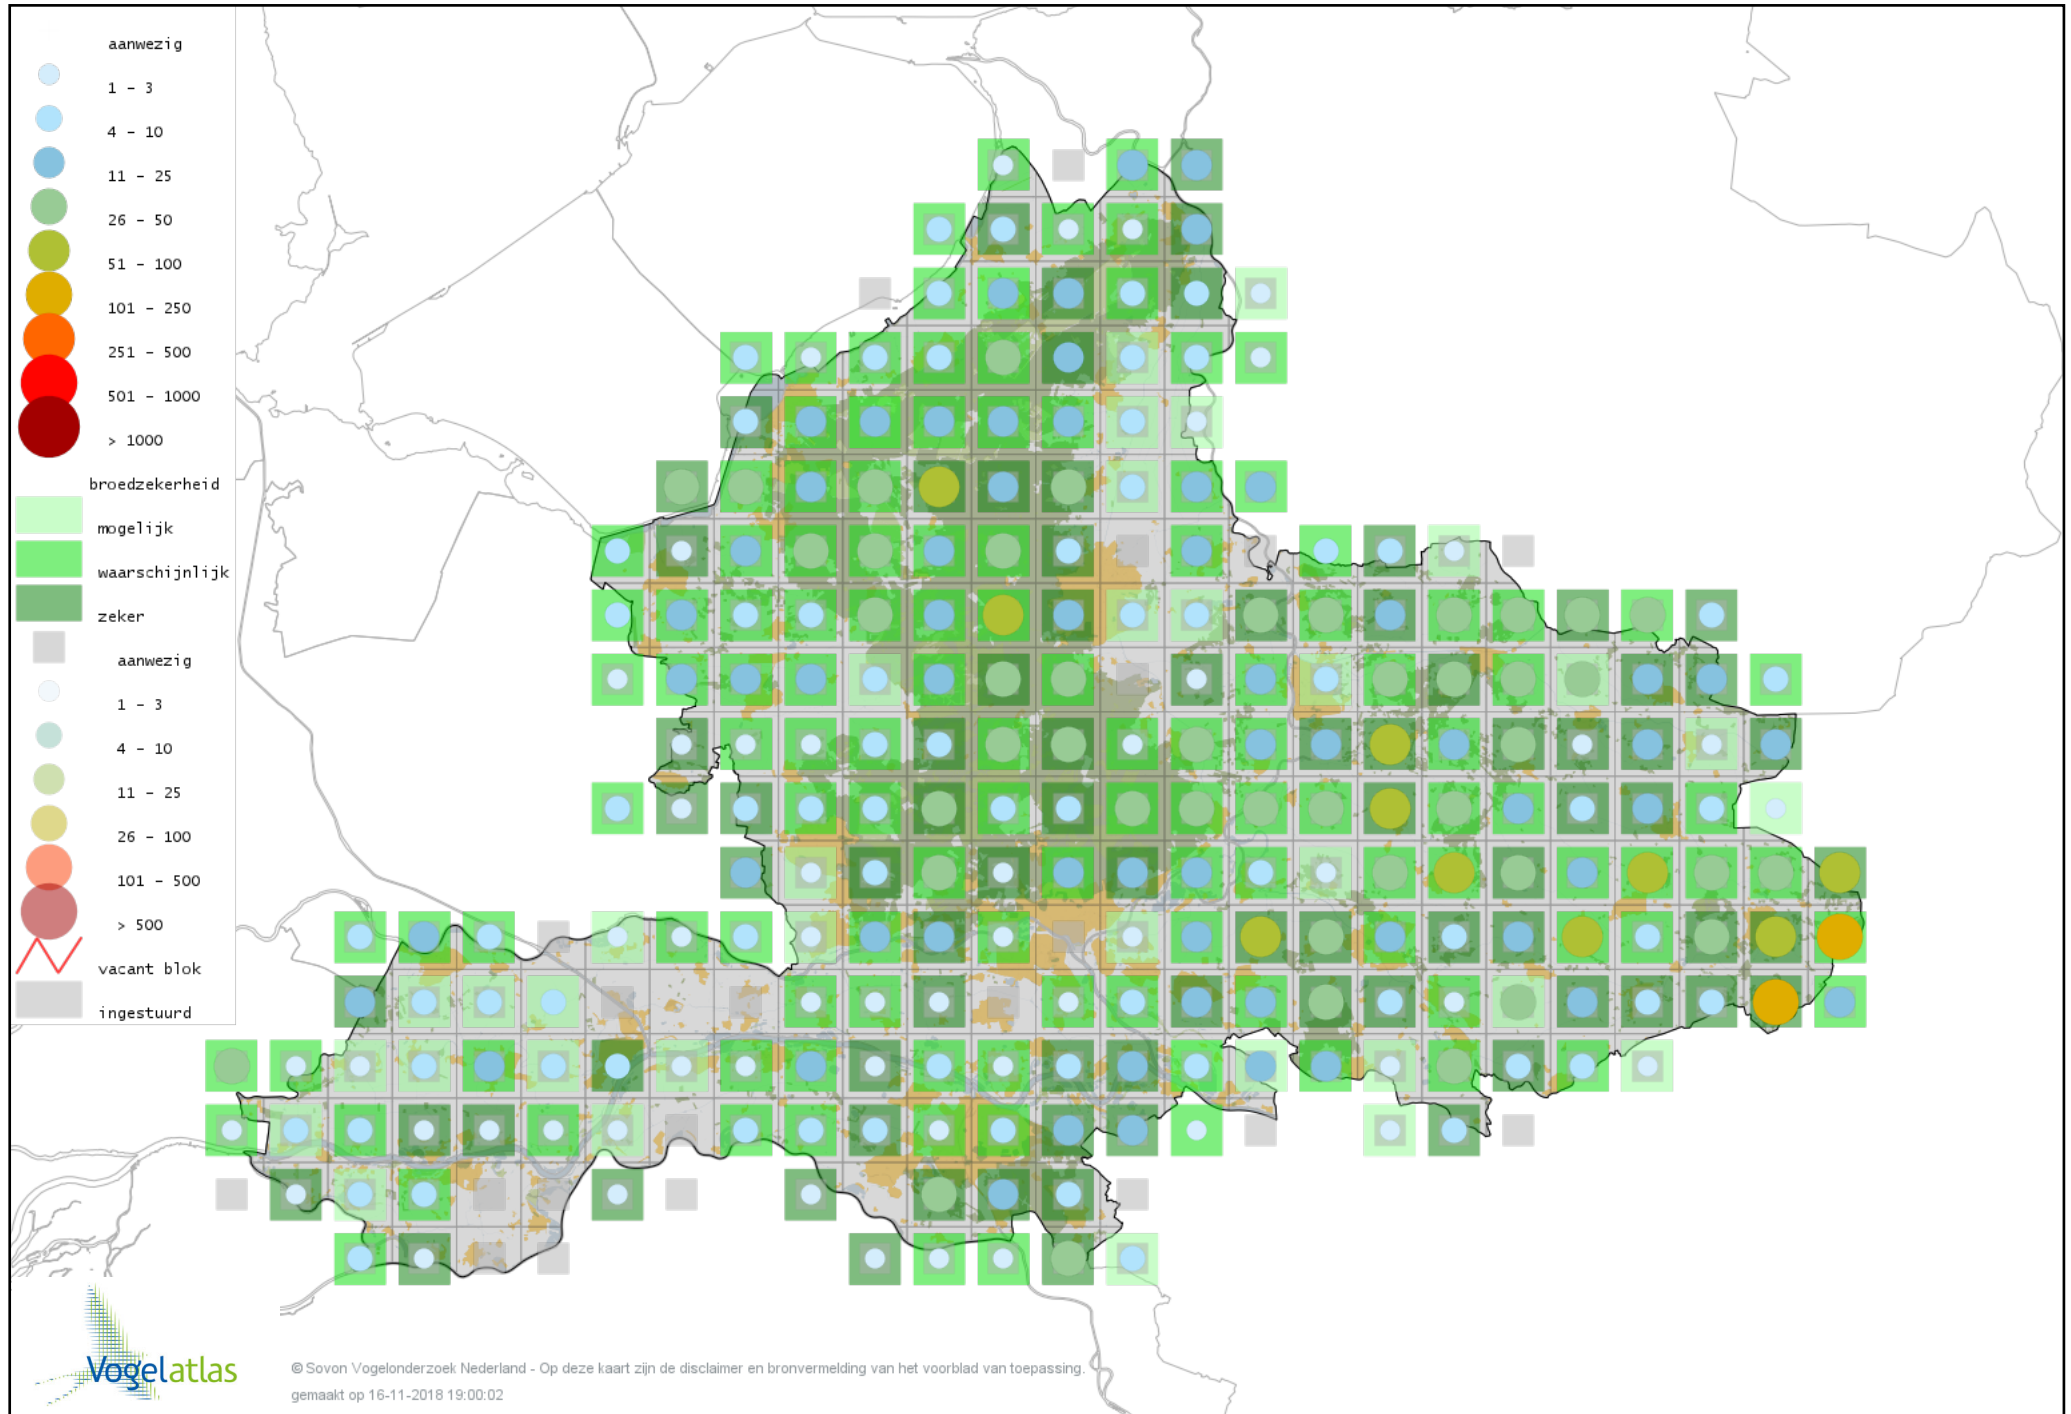 aanwezig
1 - 3
4 - 10
11 - 25
26 - 50
51 - 100
101 - 250
251 - 500
501 - 1000
> 1000
broedzekerheid
mogelijk
waarschijnlijk
zeker
aanwezig
1 - 3
4 - 10
11 - 25
26 - 100
101 - 500
> 500
vacant blok
ingestuurd
Vogelatlas
© Sovon Vogelonderzoek Nederland - Op deze kaart zijn de disclaimer en bronvermelding van het voorblad van toepassing.
gemaakt op 16-11-2018 19:00:02